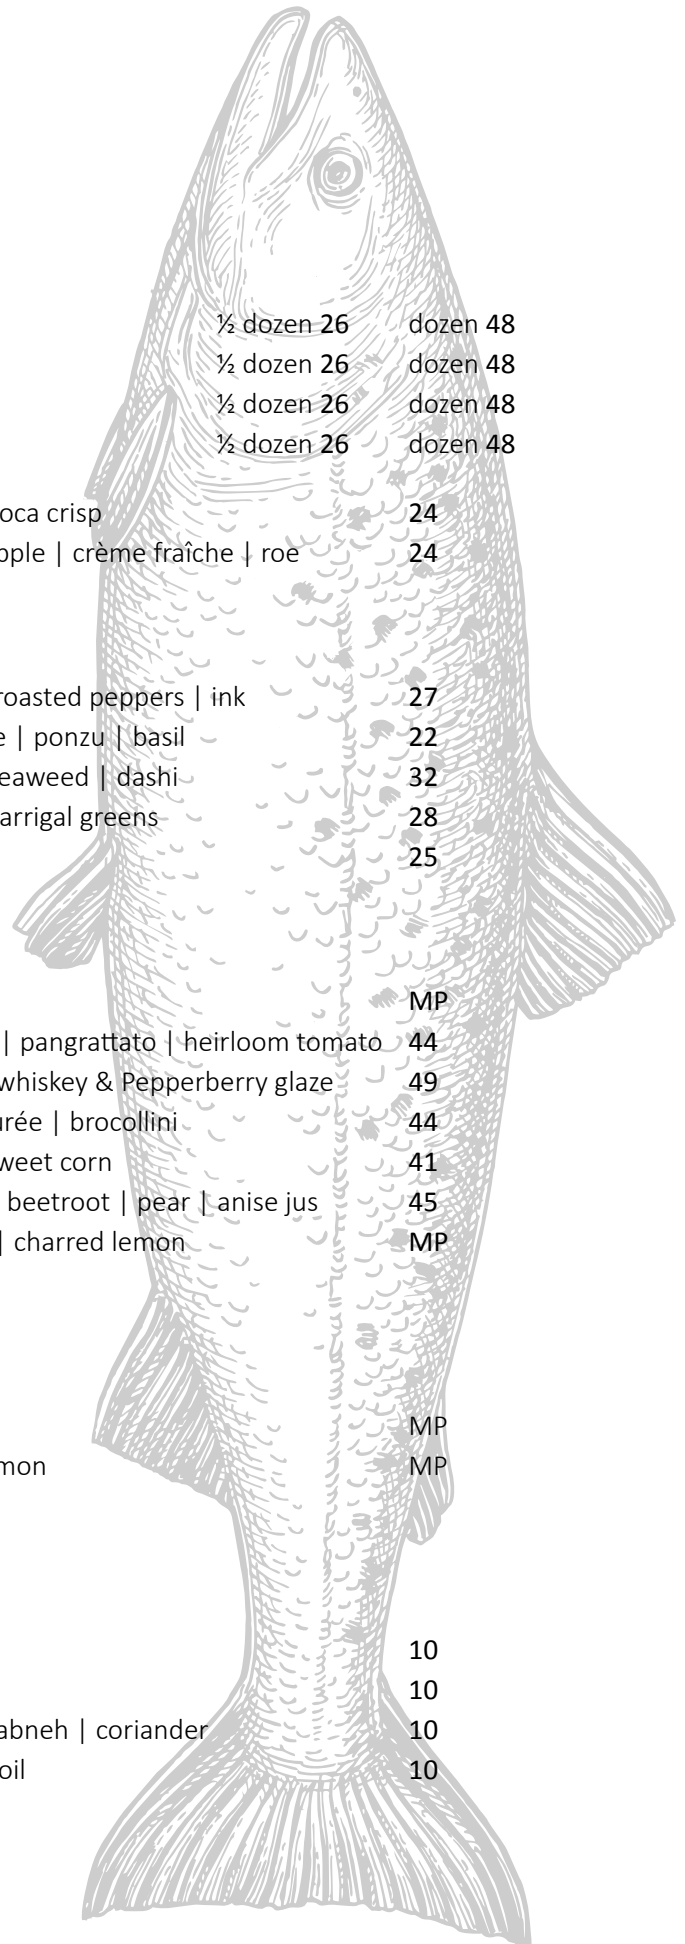 ½ dozen 26 dozen 48
½ dozen 26 dozen 48
½ dozen 26 dozen 48
½ dozen 26 dozen 48
oca crisp 24
pple | crème fraîche | roe 24
roasted peppers | ink 27
e | ponzu | basil 22
eaweed | dashi 32
arrigal greens 28
25
MP
| pangrattato | heirloom tomato 44
whiskey & Pepperberry glaze 49
urée | brocollini 44
weet corn 41
beetroot | pear | anise jus 45
| charred lemon MP
MP
mon MP
10
10
abneh | coriander 10
oil 10